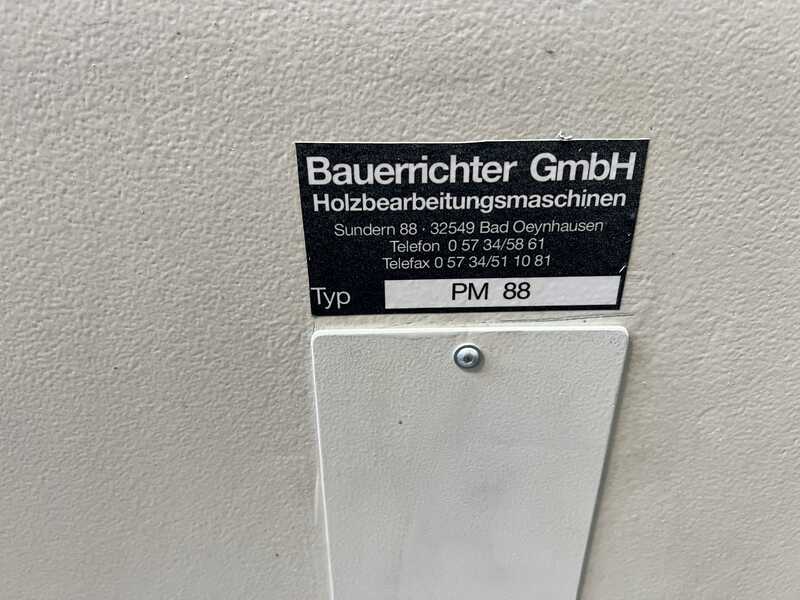 Bauerrichter GmbH
Holzbearbeitungsmaschinen
Sundern 88 · 32549 Bad Oeynhausen
Telefon 0 57 34/58 61
Telefax 0 57 34/51 10 81
Typ PM 88